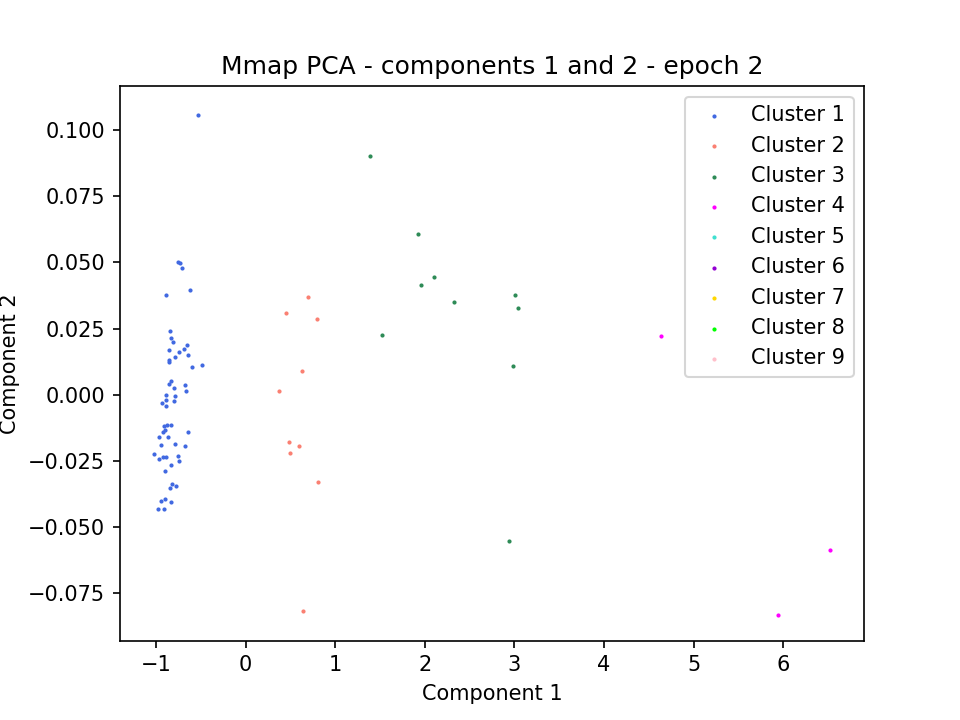 Mmap PCA - components 1 and 2 - epoch 2
Cluster 1
Cluster 2
Cluster 3
Cluster 4
Cluster 5
Cluster 6
Cluster 7
Cluster 8
Cluster 9
0.100
0.075
0.050
0.025
0.000
−0.025
−0.050
−0.075
Component 2
−1
0
1
2
3
4
5
6
Component 1